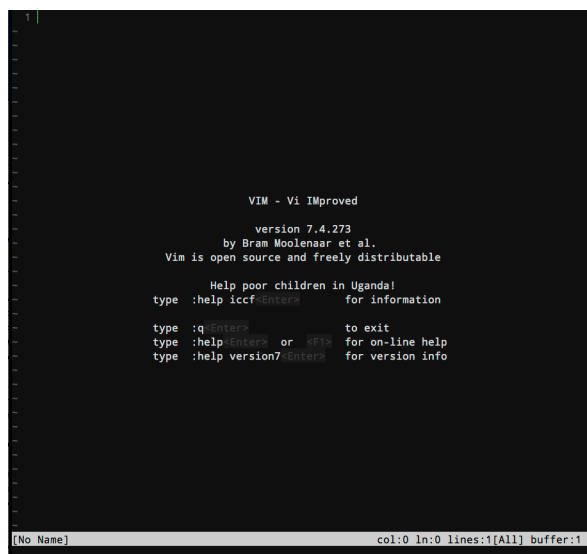 1
~
~
~
~
~
~
~
~
~
~
~
~ VIM - Vi IMproved
~
~ version 7.4.273
~ by Bram Moolenaar et al.
~ Vim is open source and freely distributable
~
~ Help poor children in Uganda!
~ type :help iccf<Enter> for information
~
~ type :q<Enter> to exit
~ type :help<Enter> or <F1> for on-line help
~ type :help version7<Enter> for version info
~
~
~
~
~
~
~
~
~
~
~
~
[No Name] col:0 ln:0 lines:1[All] buffer:1